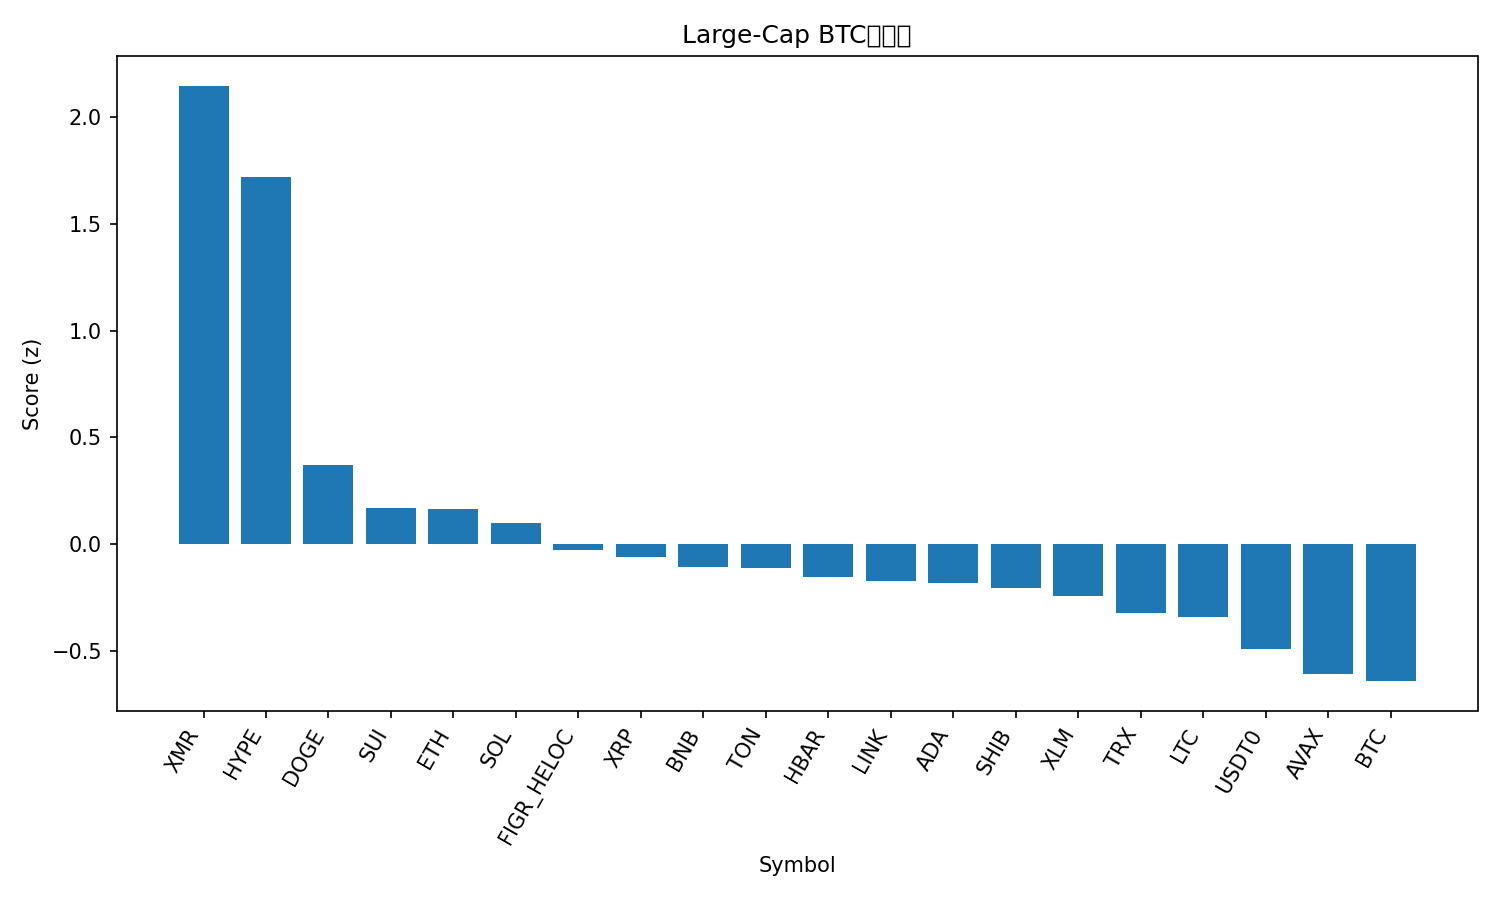 Large-Cap BTC
Score (z)
2.0
1.5
1.0
0.5
0.0
−0.5
XMR
HYPE
DOGE
SUI
ETH
SOL
FIGR_HELOC
XRP
BNB
TON
HBAR
LINK
ADA
SHIB
XLM
TRX
LTC
USDT0
AVAX
BTC
Symbol